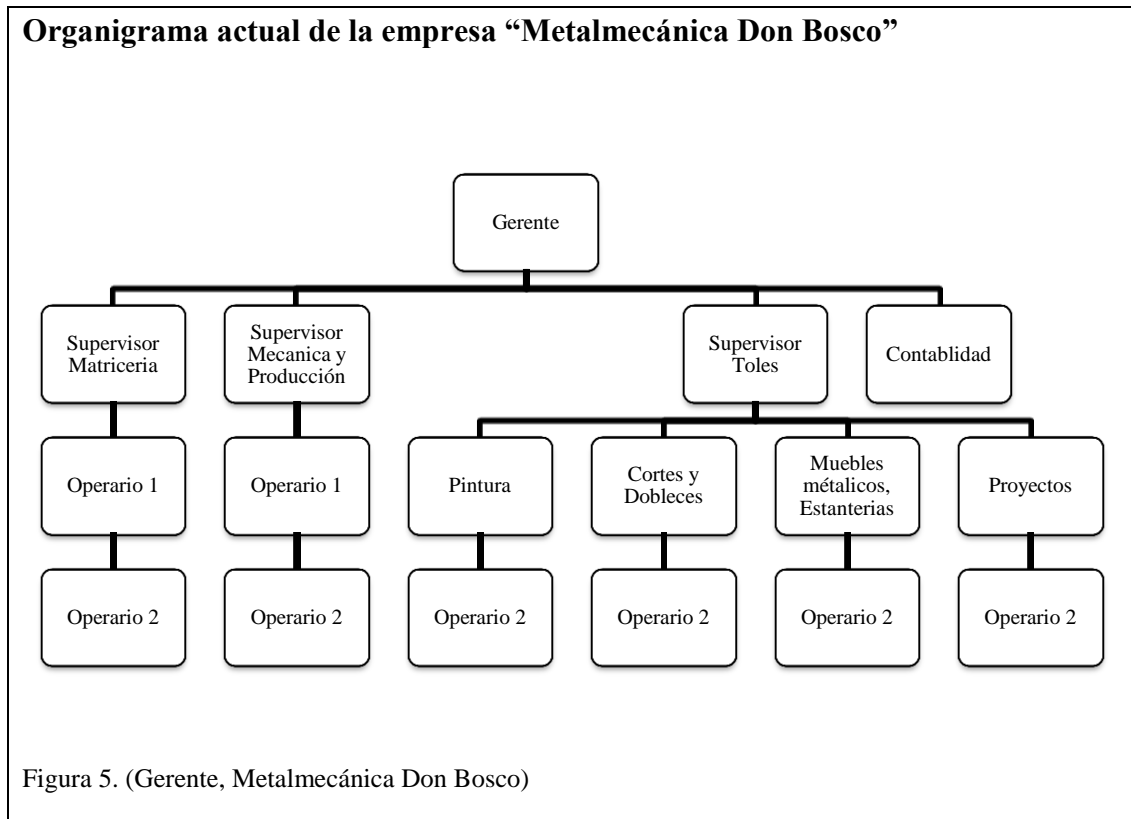 Organigrama actual de la empresa “Metalmecánica Don Bosco”
Gerente
Supervisor
Matriceria
Supervisor
Mecanica y
Producción
Supervisor
Toles
Contablidad
Operario 1
Operario 1
Pintura
Cortes y
Dobleces
Muebles
métalicos,
Estanterias
Proyectos
Operario 2
Operario 2
Operario 2
Operario 2
Operario 2
Operario 2
Figura 5. (Gerente, Metalmecánica Don Bosco)